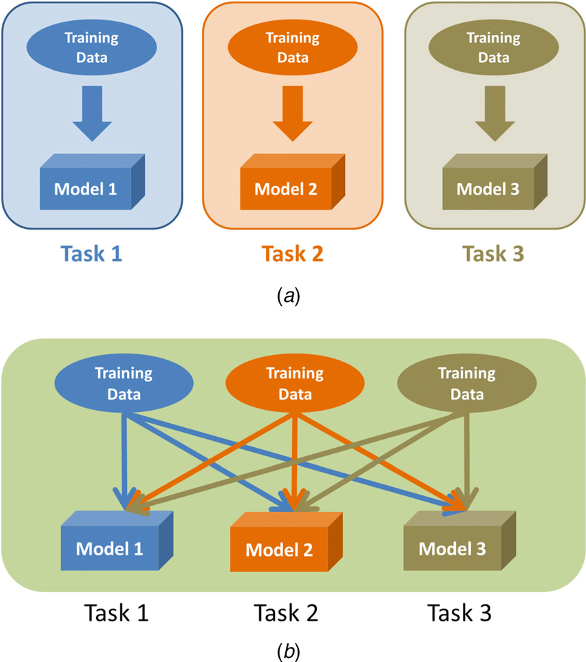 Training Training Training
Data Data Data
Model 1 Model 2 Model 3
Task 1 Task 2 Task 3
(a)
Training Training Training
Data Data Data
Model 1 Model 2 Model 3
Task 1 Task 2 Task 3
(b)